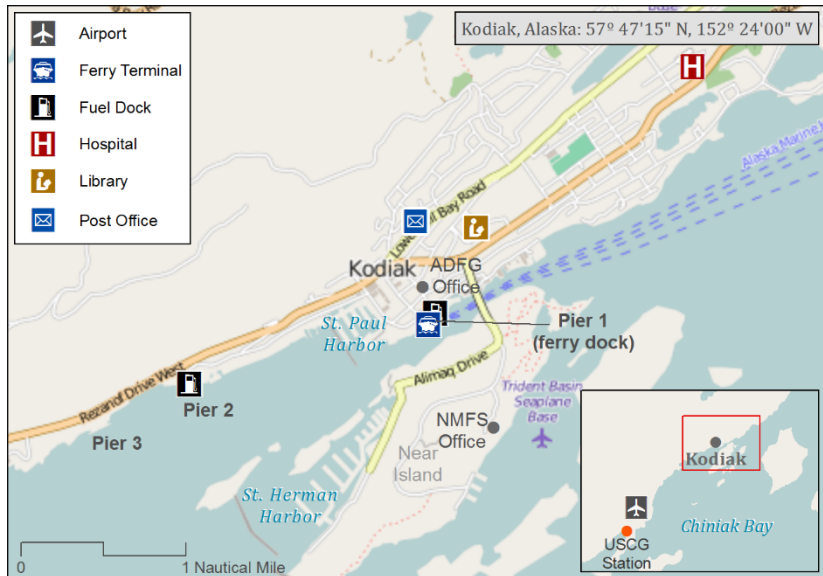 Kodiak, Alaska: 57º 47'15" N, 152º 24'00" W
Airport
Ferry Terminal
Fuel Dock
H
Hospital
Library
Post Office
Alaska Marine
Kodiak
ADFG
Office
Pier 1
(ferry dock)
St. Paul
Harbor
Rezanof Drive West
Alimaq Drive
Trident Basin
Seaplane
Base
Pier 2
Pier 3
NMFS
Office
Near
Island
St. Herman
Harbor
Kodiak
Chiniak Bay
USCG
Station
0
1 Nautical Mile
H
Bay Road